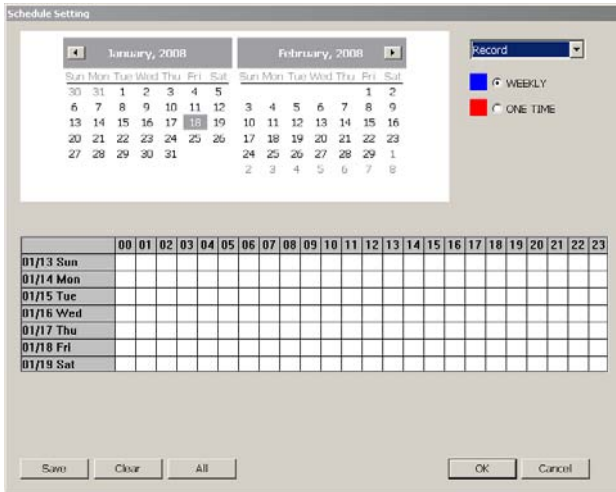 Schedule Setting
January, 2008
February, 2008
Record
Sun Mon Tue Wed Thu Fri Sat
Sun Mon Tue Wed Thu Fri Sat
30 31 1 2 3 4 5
1 2
WEEKLY
6 7 8 9 10 11 12
3 4 5 6 7 8 9
ONE TIME
13 14 15 16 17 18 19
10 11 12 13 14 15 16
20 21 22 23 24 25 26
17 18 19 20 21 22 23
27 28 29 30 31
24 25 26 27 28 29 1
2 3 4 5 6 7 8
00 01 02 03 04 05 06 07 08 09 10 11 12 13 14 15 16 17 18 19 20 21 22 23
01/13 Sun
01/14 Mon
01/15 Tue
01/16 Wed
01/17 Thu
01/18 Fri
01/19 Sat
Save Clear All OK Cancel